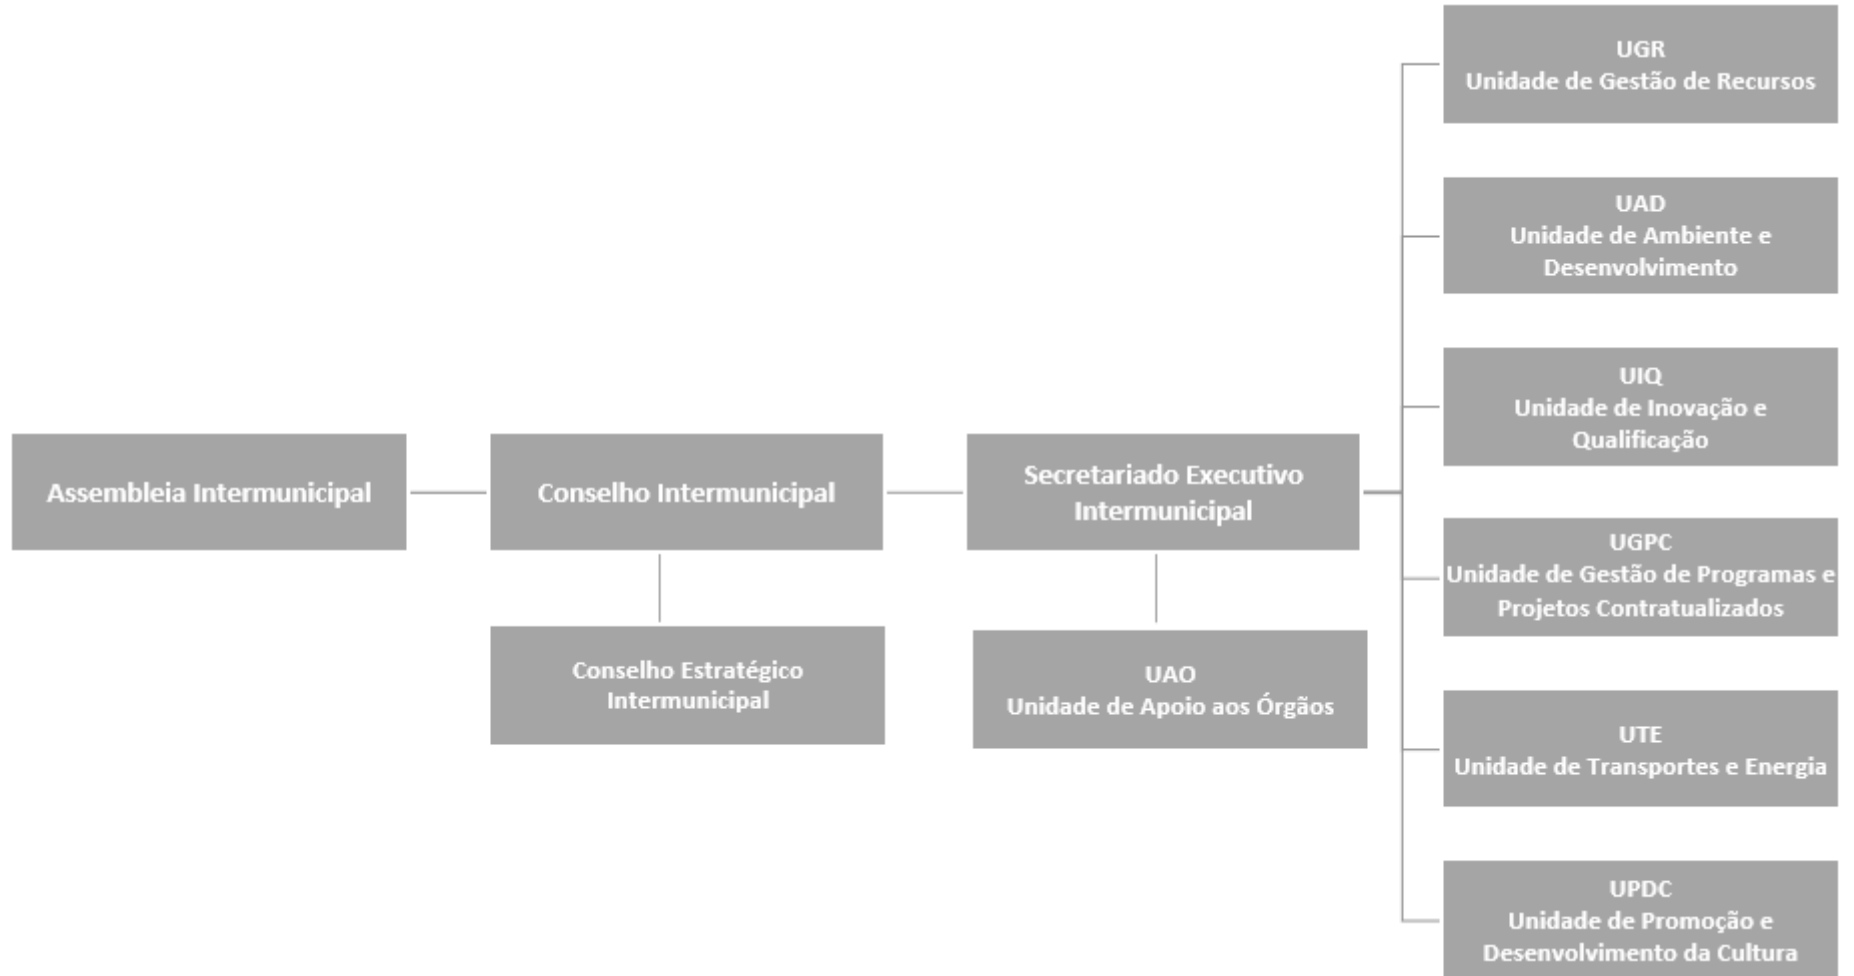 Assembleia Intermunicipal
Conselho Intermunicipal
Conselho Estratégico
Intermunicipal
Secretariado Executivo
Intermunicipal
UAO
Unidade de Apoio aos Órgãos
UGR
Unidade de Gestão de Recursos
UAD
Unidade de Ambiente e
Desenvolvimento
UIQ
Unidade de Inovação e
Qualificação
UGPC
Unidade de Gestão de Programas e
Projetos Contratualizados
UTE
Unidade de Transportes e Energia
UPDC
Unidade de Promoção e
Desenvolvimento da Cultura